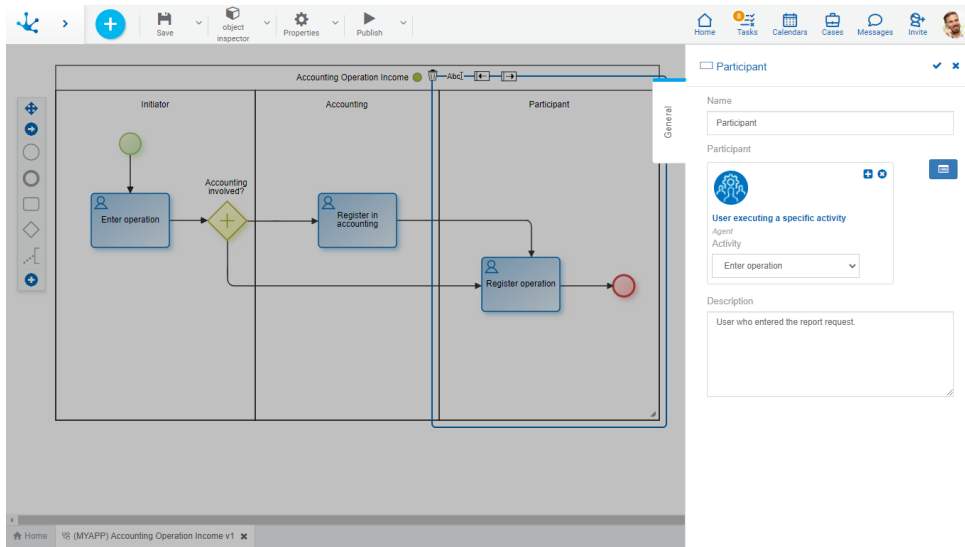 Save
object
inspector
Properties
Publish
Home
6
Tasks
Calendars
Cases
Messages
Invite
Accounting Operation Income
Abc
Initiator
Accounting
Participant
Enter operation
Accounting
involved?
Register in
accounting
Register operation
General
Participant
Name
Participant
Participant
User executing a specific activity
Agent
Activity
Enter operation
Description
User who entered the report request.
Home
(MYAPP) Accounting Operation Income v1